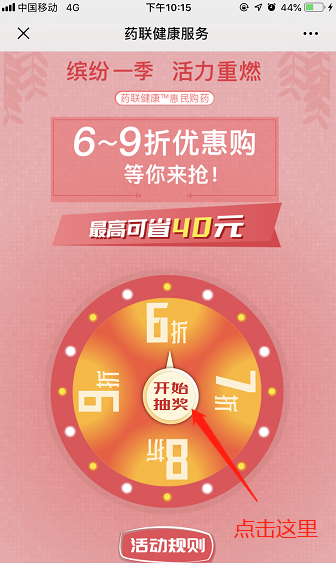 中国移动 4G 下午10:15 44%
药联健康服务
缤纷一季 活力重燃
药联健康™惠民购药
6~9折优惠购
等你来抢！
最高可省40元
6折
9折
7折
开始
抽奖
8折
点击这里
活动规则